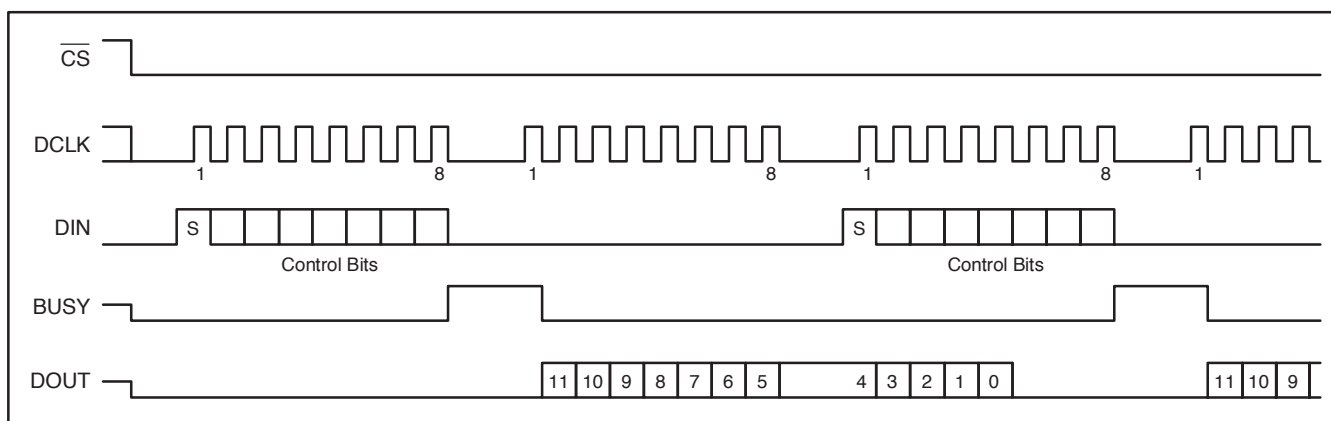 CS
DCLK
1 8 1 8 1 8 1
DIN S S
Control Bits Control Bits
BUSY
DOUT 11 10 9 8 7 6 5 4 3 2 1 0 11 10 9